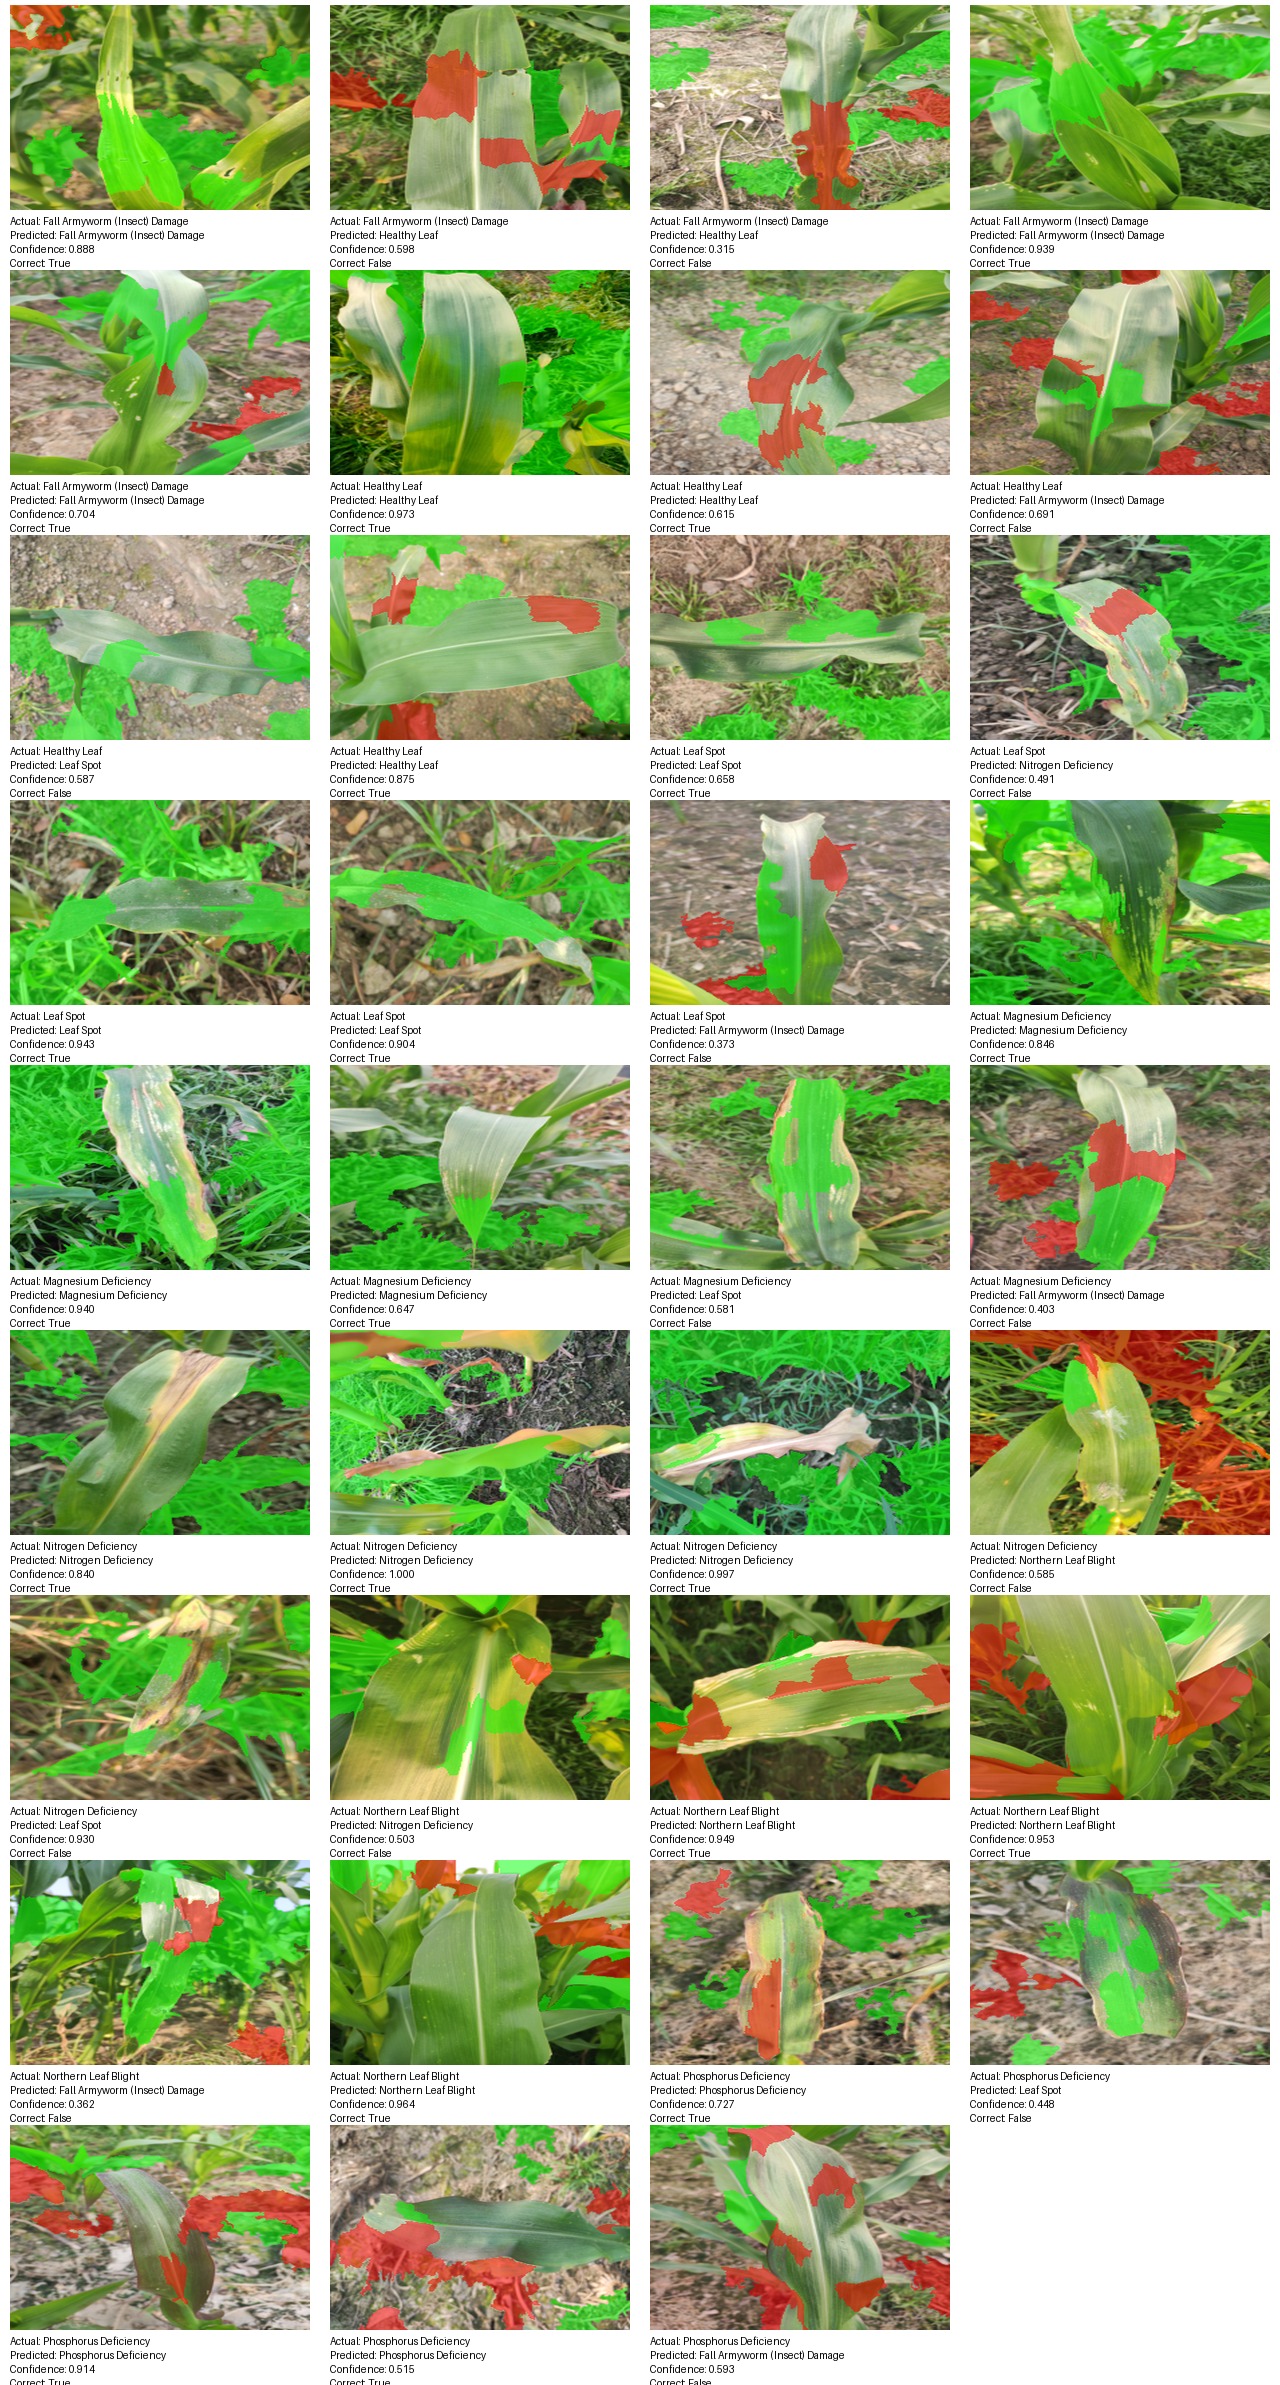 Actual: Fall Armyworm (Insect) Damage
Predicted: Fall Armyworm (Insect) Damage
Confidence: 0.888
Correct: True
Actual: Fall Armyworm (Insect) Damage
Predicted: Healthy Leaf
Confidence: 0.598
Correct: False
Actual: Fall Armyworm (Insect) Damage
Predicted: Healthy Leaf
Confidence: 0.315
Correct: False
Actual: Fall Armyworm (Insect) Damage
Predicted: Fall Armyworm (Insect) Damage
Confidence: 0.939
Correct: True
Actual: Fall Armyworm (Insect) Damage
Predicted: Fall Armyworm (Insect) Damage
Confidence: 0.704
Correct: True
Actual: Healthy Leaf
Predicted: Healthy Leaf
Confidence: 0.973
Correct: True
Actual: Healthy Leaf
Predicted: Healthy Leaf
Confidence: 0.615
Correct: True
Actual: Healthy Leaf
Predicted: Fall Armyworm (Insect) Damage
Confidence: 0.691
Correct: False
Actual: Healthy Leaf
Predicted: Leaf Spot
Confidence: 0.587
Correct: False
Actual: Healthy Leaf
Predicted: Healthy Leaf
Confidence: 0.875
Correct: True
Actual: Leaf Spot
Predicted: Leaf Spot
Confidence: 0.658
Correct: True
Actual: Leaf Spot
Predicted: Nitrogen Deficiency
Confidence: 0.491
Correct: False
Actual: Leaf Spot
Predicted: Leaf Spot
Confidence: 0.943
Correct: True
Actual: Leaf Spot
Predicted: Leaf Spot
Confidence: 0.904
Correct: True
Actual: Leaf Spot
Predicted: Fall Armyworm (Insect) Damage
Confidence: 0.373
Correct: False
Actual: Magnesium Deficiency
Predicted: Magnesium Deficiency
Confidence: 0.846
Correct: True
Actual: Magnesium Deficiency
Predicted: Magnesium Deficiency
Confidence: 0.940
Correct: True
Actual: Magnesium Deficiency
Predicted: Magnesium Deficiency
Confidence: 0.647
Correct: True
Actual: Magnesium Deficiency
Predicted: Leaf Spot
Confidence: 0.581
Correct: False
Actual: Magnesium Deficiency
Predicted: Fall Armyworm (Insect) Damage
Confidence: 0.403
Correct: False
Actual: Nitrogen Deficiency
Predicted: Nitrogen Deficiency
Confidence: 0.840
Correct: True
Actual: Nitrogen Deficiency
Predicted: Nitrogen Deficiency
Confidence: 1.000
Correct: True
Actual: Nitrogen Deficiency
Predicted: Nitrogen Deficiency
Confidence: 0.997
Correct: True
Actual: Nitrogen Deficiency
Predicted: Northern Leaf Blight
Confidence: 0.585
Correct: False
Actual: Nitrogen Deficiency
Predicted: Leaf Spot
Confidence: 0.930
Correct: False
Actual: Northern Leaf Blight
Predicted: Nitrogen Deficiency
Confidence: 0.503
Correct: False
Actual: Northern Leaf Blight
Predicted: Northern Leaf Blight
Confidence: 0.949
Correct: True
Actual: Northern Leaf Blight
Predicted: Northern Leaf Blight
Confidence: 0.953
Correct: True
Actual: Northern Leaf Blight
Predicted: Fall Armyworm (Insect) Damage
Confidence: 0.362
Correct: False
Actual: Northern Leaf Blight
Predicted: Northern Leaf Blight
Confidence: 0.964
Correct: True
Actual: Phosphorus Deficiency
Predicted: Phosphorus Deficiency
Confidence: 0.727
Correct: True
Actual: Phosphorus Deficiency
Predicted: Leaf Spot
Confidence: 0.448
Correct: False
Actual: Phosphorus Deficiency
Predicted: Phosphorus Deficiency
Confidence: 0.914
Correct: True
Actual: Phosphorus Deficiency
Predicted: Phosphorus Deficiency
Confidence: 0.515
Correct: True
Actual: Phosphorus Deficiency
Predicted: Fall Armyworm (Insect) Damage
Confidence: 0.593
Correct: False